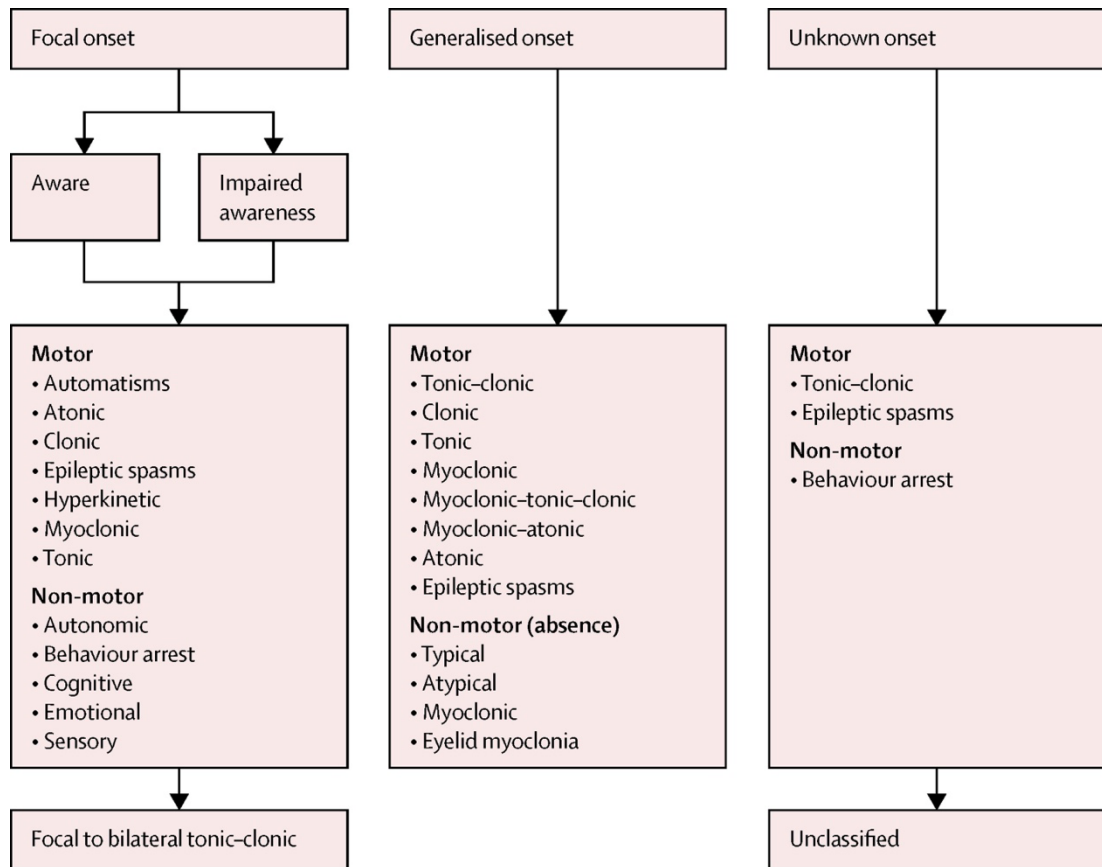 Focal onset
Aware
Impaired
awareness
Motor
• Automatisms
• Atonic
• Clonic
• Epileptic spasms
• Hyperkinetic
• Myoclonic
• Tonic
Non-motor
• Autonomic
• Behaviour arrest
• Cognitive
• Emotional
• Sensory
Focal to bilateral tonic–clonic
Generalised onset
Motor
• Tonic–clonic
• Clonic
• Tonic
• Myoclonic
• Myoclonic–tonic–clonic
• Myoclonic–atonic
• Atonic
• Epileptic spasms
Non-motor (absence)
• Typical
• Atypical
• Myoclonic
• Eyelid myoclonia
Unknown onset
Motor
• Tonic–clonic
• Epileptic spasms
Non-motor
• Behaviour arrest
Unclassified